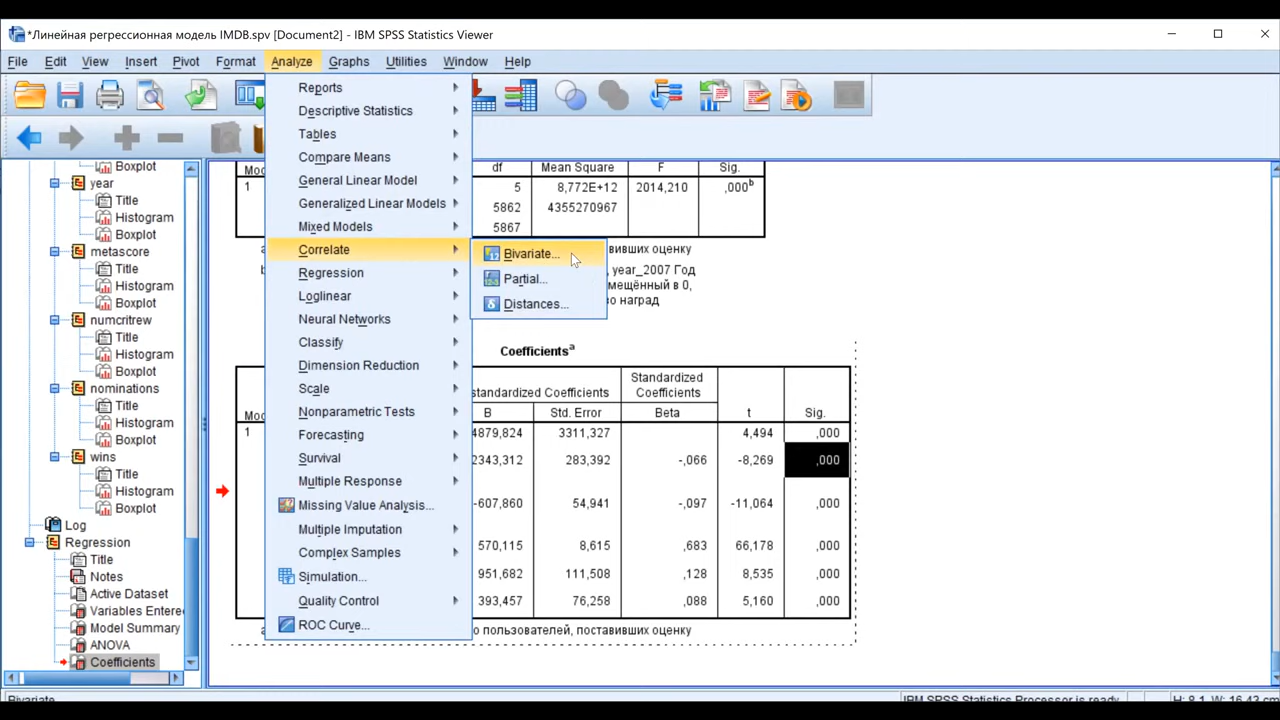 *Линейная регрессионная модель IMDB.spv [Document2] - IBM SPSS Statistics Viewer
File Edit View Insert Pivot Format Analyze Graphs Utilities Window Help
Boxplot
year
Title
Histogram
Boxplot
metascore
Title
Histogram
Boxplot
numcritrew
Title
Histogram
Boxplot
nominations
Title
Histogram
Boxplot
wins
Title
Histogram
Boxplot
Log
Regression
Title
Notes
Active Dataset
Variables Entere
Model Summary
ANOVA
Coefficients
Reports
Descriptive Statistics
Tables
Compare Means
General Linear Model
Generalized Linear Models
Mixed Models
Correlate
Regression
Loglinear
Neural Networks
Classify
Dimension Reduction
Scale
Nonparametric Tests
Forecasting
Survival
Multiple Response
Missing Value Analysis...
Multiple Imputation
Complex Samples
Simulation...
Quality Control
ROC Curve...
Bivariate...
Partial...
Distances...
df Mean Square F Sig.
1 5 8,772E+12 2014,210 ,000b
5862 4355270967
5867
вивших оценку
, year_2007 Год
мещённый в 0,
во наград
Coefficientsa
standardized Coefficients Standardized Coefficients
B Std. Error Beta t Sig.
1 4879,824 3311,327 4,494 ,000
2343,312 283,392 -,066 -8,269 ,000
-607,860 54,941 -,097 -11,064 ,000
570,115 8,615 ,683 66,178 ,000
951,682 111,508 ,128 8,535 ,000
393,457 76,258 ,088 5,160 ,000
о пользователей, поставивших оценку
Bivariate
IBM SPSS Statistics Processor is ready
H: 8,1, W: 16,43 cm